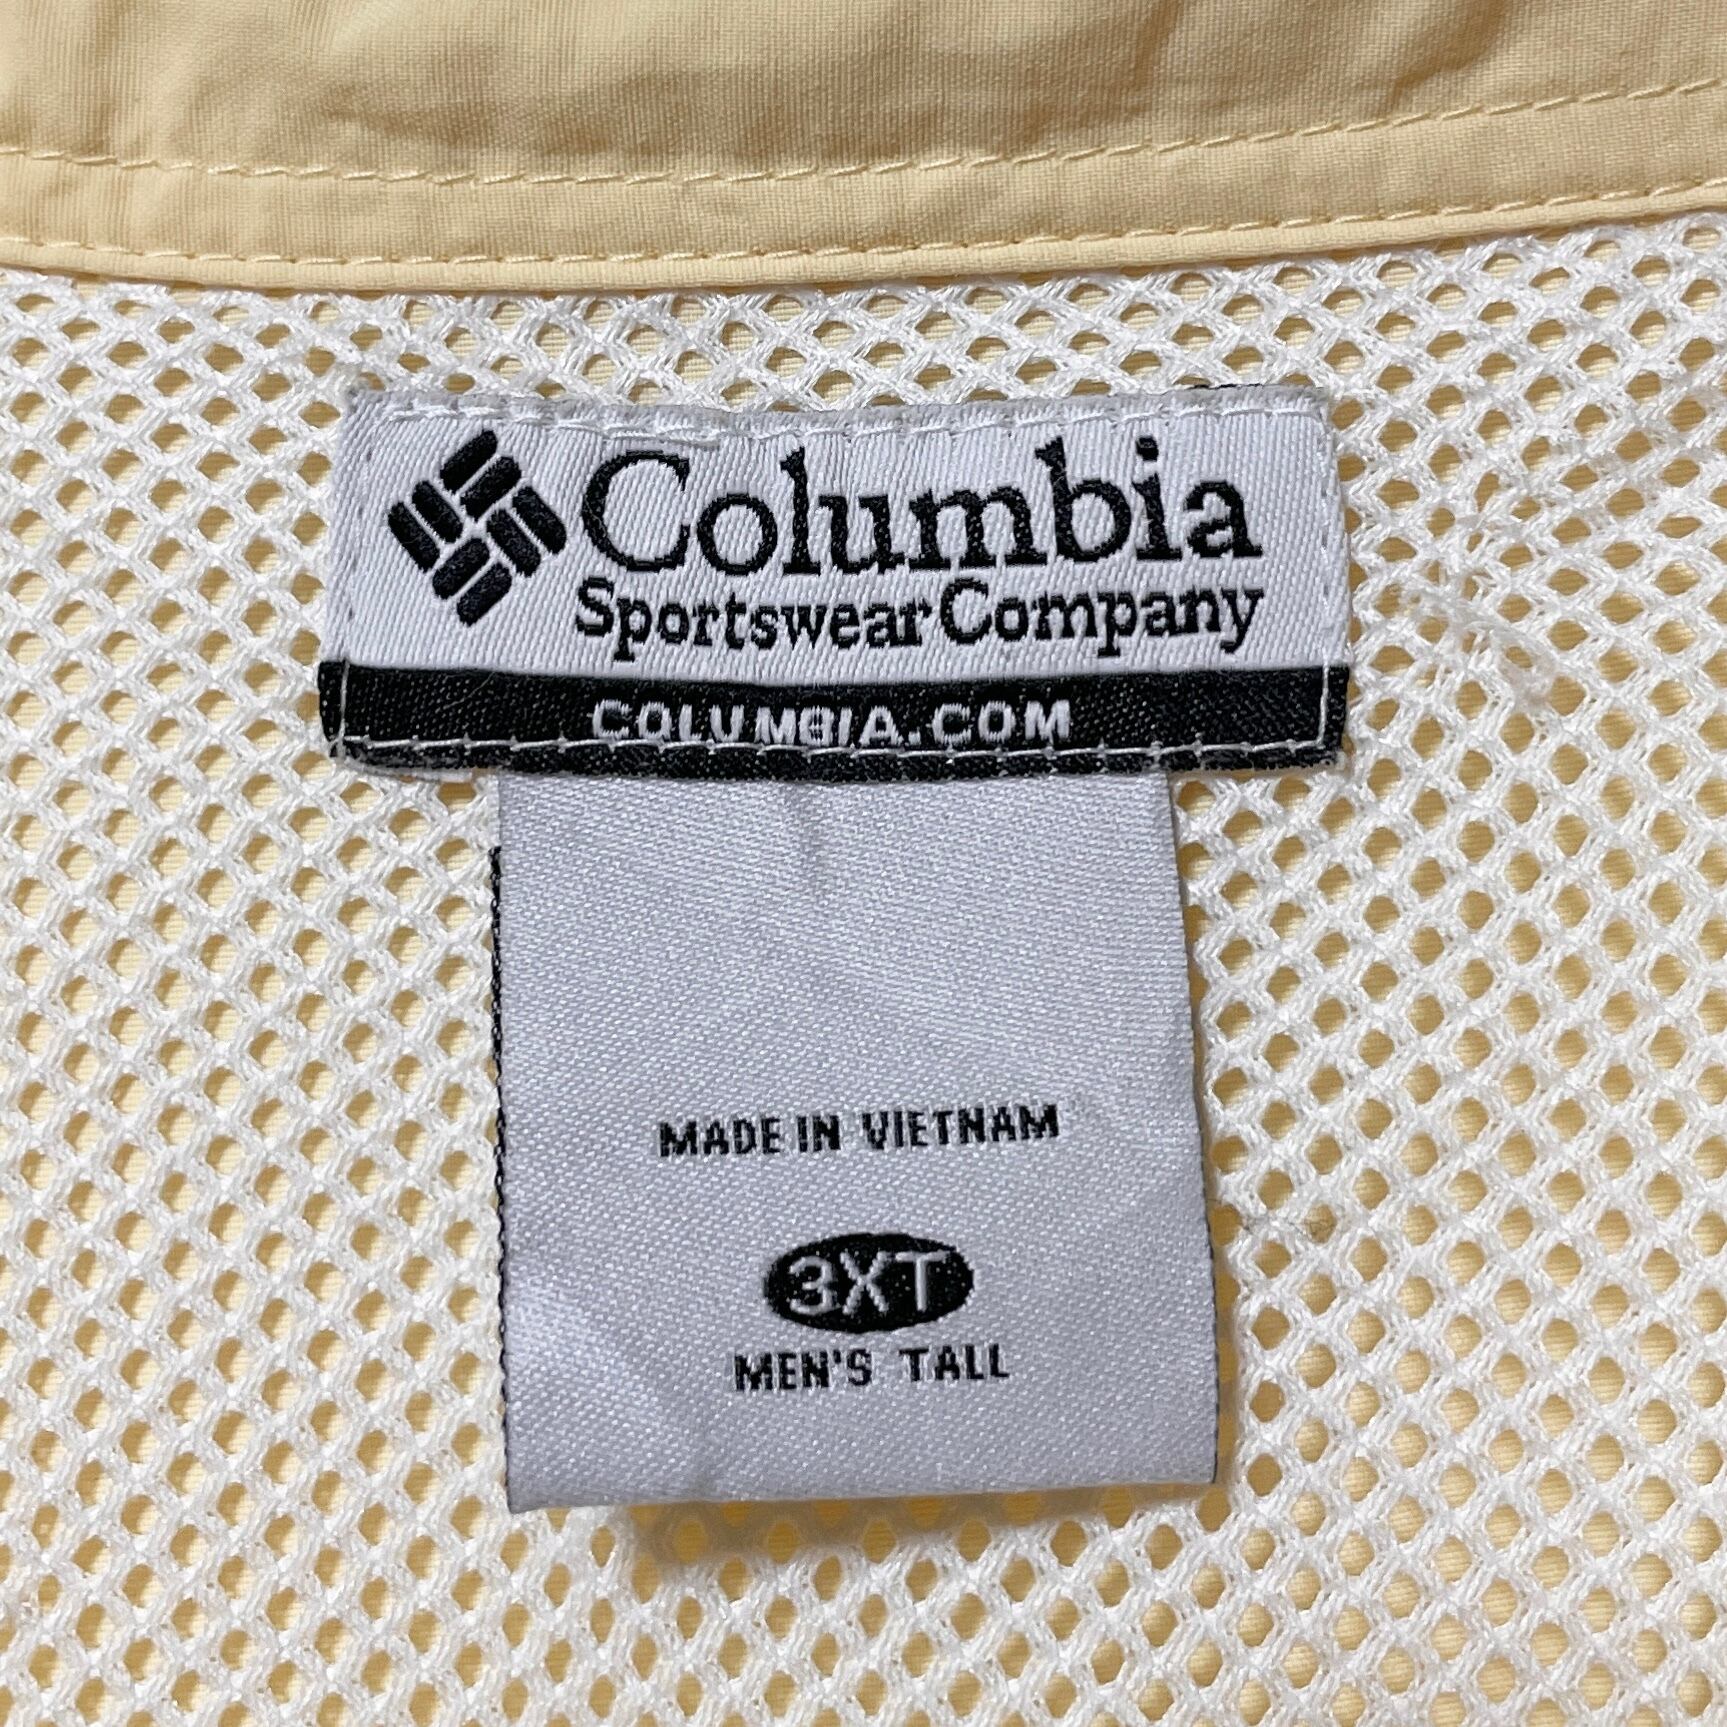 Columbia
Sportswear Company
COLUMBIA.COM
MADE IN VIETNAM
3XT
MEN'S TALL